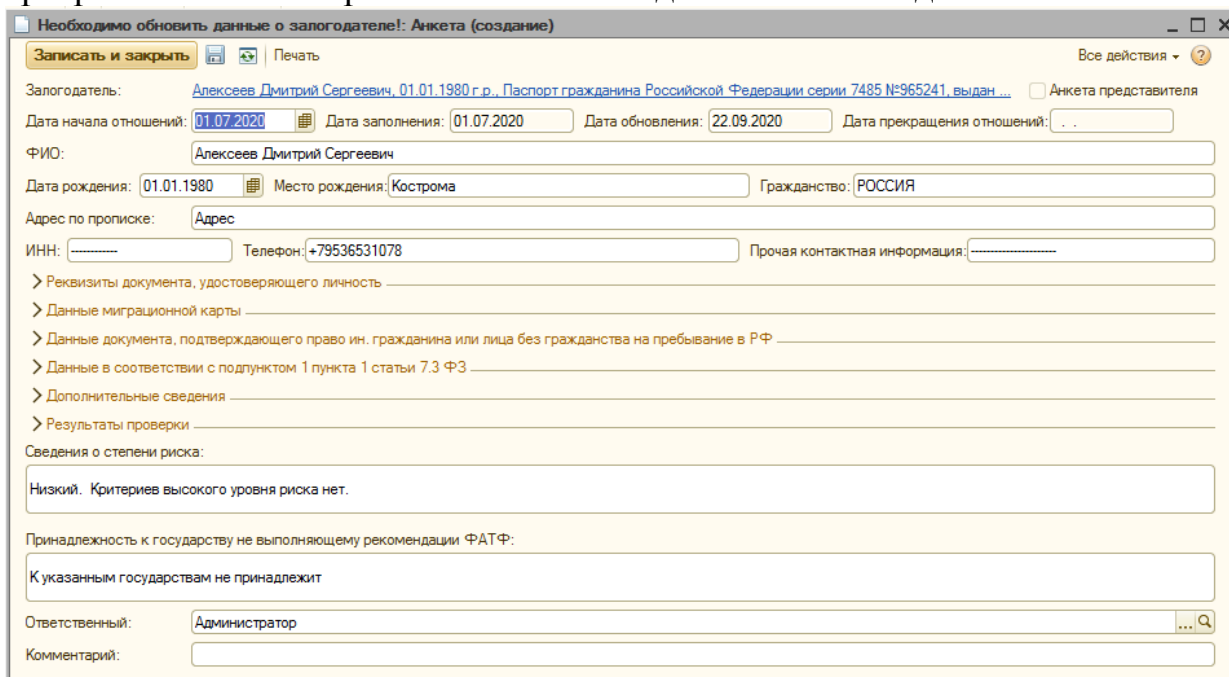 Необходимо обновить данные о залогодателе!: Анкета (создание)
Записать и закрыть Печать Все действия
Залогодатель: Алексеев Дмитрий Сергеевич, 01.01.1980 г.р., Паспорт гражданина Российской Федерации серии 7485 №965241, выдан ... Анкета представителя
Дата начала отношений: 01.07.2020 Дата заполнения: 01.07.2020 Дата обновления: 22.09.2020 Дата прекращения отношений: . .
ФИО: Алексеев Дмитрий Сергеевич
Дата рождения: 01.01.1980 Место рождения: Кострома Гражданство: РОССИЯ
Адрес по прописке: Адрес
ИНН: ------------ Телефон: +79536531078 Прочая контактная информация: ----------------------
Реквизиты документа, удостоверяющего личность
Данные миграционной карты
Данные документа, подтверждающего право ин. гражданина или лица без гражданства на пребывание в РФ
Данные в соответствии с подпунктом 1 пункта 1 статьи 7.3 ФЗ
Дополнительные сведения
Результаты проверки
Сведения о степени риска:
Низкий. Критериев высокого уровня риска нет.
Принадлежность к государству не выполняющему рекомендации ФАТФ:
К указанным государствам не принадлежит
Ответственный: Администратор ...
Комментарий: